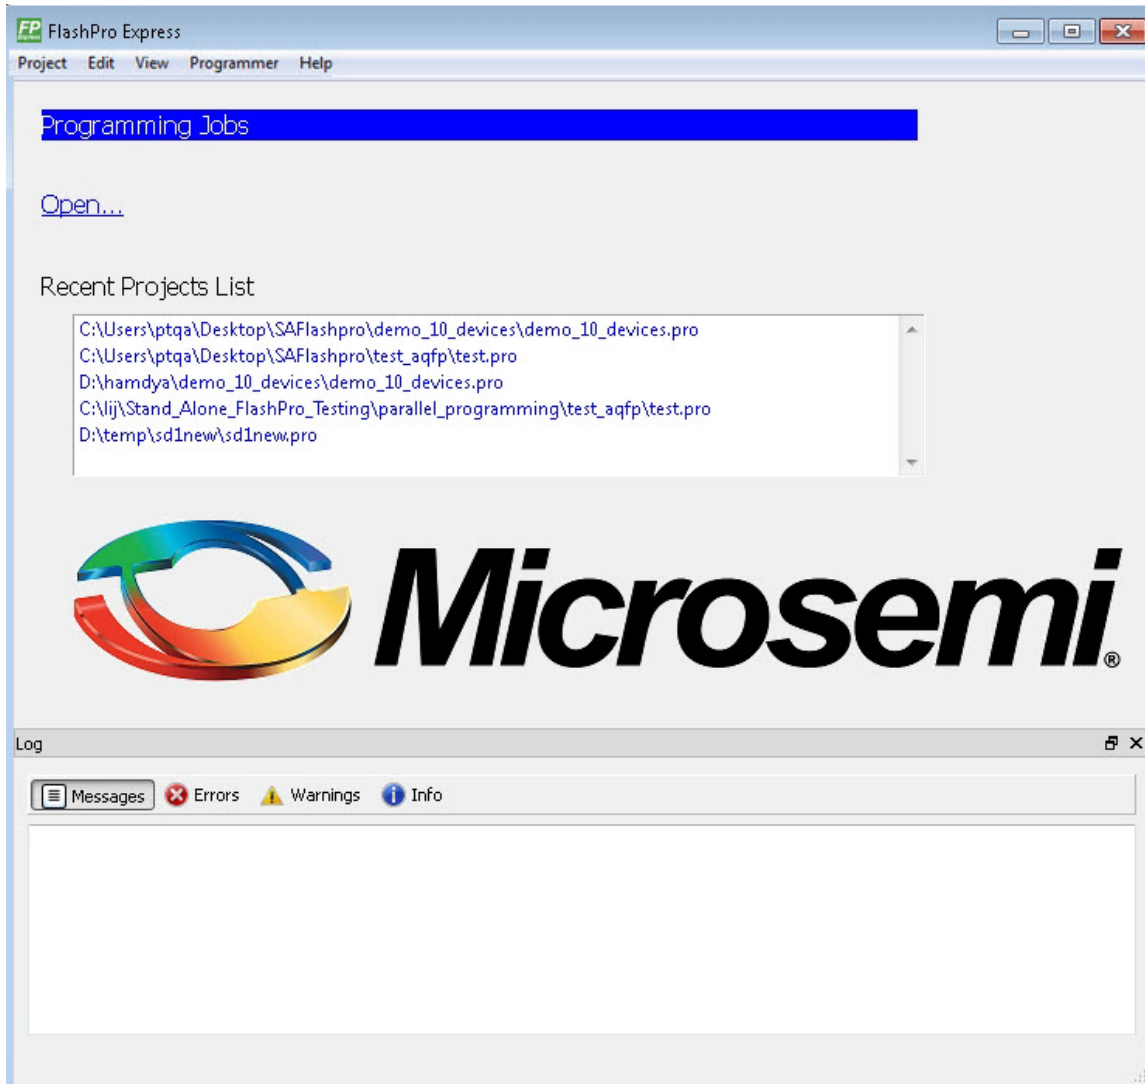 FP FlashPro Express
Project Edit View Programmer Help
Programming Jobs
Open...
Recent Projects List
C:\Users\ptqa\Desktop\SAFlashpro\demo_10_devices\demo_10_devices.pro
C:\Users\ptqa\Desktop\SAFlashpro\test_aqfp\test.pro
D:\hamdya\demo_10_devices\demo_10_devices.pro
C:\lij\Stand_Alone_FlashPro_Testing\parallel_programming\test_aqfp\test.pro
D:\temp\sd1new\sd1new.pro
Microsemi®
Log
Messages Errors Warnings Info